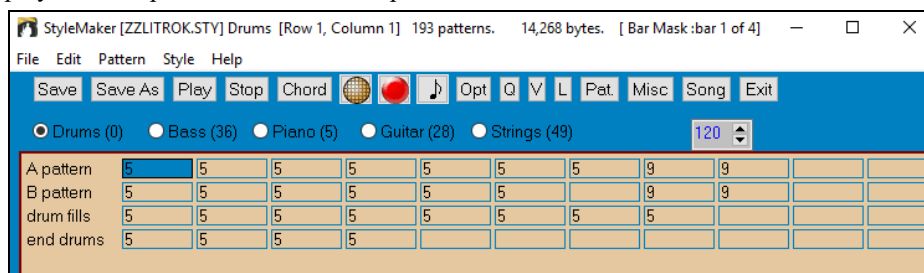 StyleMaker [ZZLITROK.STY] Drums [Row 1, Column 1] 193 patterns. 14,268 bytes. [ Bar Mask :bar 1 of 4]
File Edit Pattern Style Help
Save Save As Play Stop Chord Opt Q V L Pat. Misc Song Exit
Drums (0) Bass (36) Piano (5) Guitar (28) Strings (49) 120
A pattern 5 5 5 5 5 5 5 9 9
B pattern 5 5 5 5 5 5 9 9
drum fills 5 5 5 5 5 5 5 5
end drums 5 5 5 5